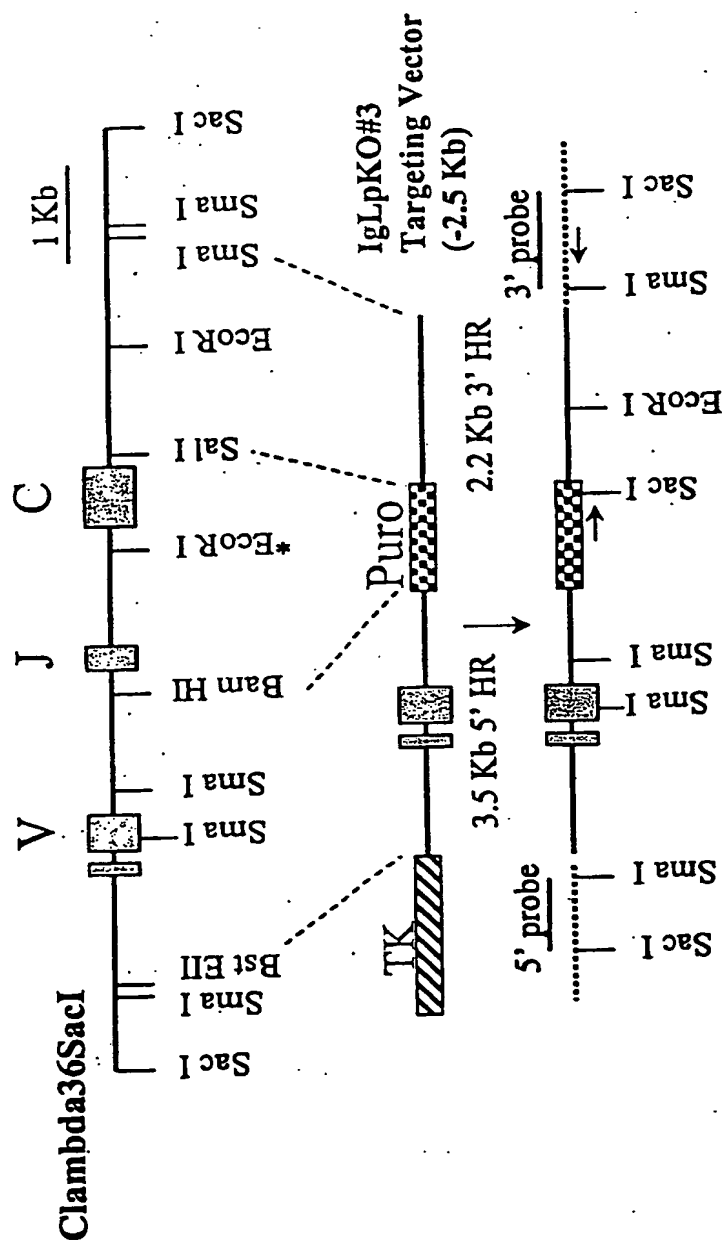 Clambda36SacI
V
J
C
1 Kb
Sac I
Sma I
Bst EII
Sma I
Sma I
Bam HI
*EcoR I
Sal I
EcoR I
Sma I
Sma I
Sac I
TK
Puro
IgLpKO#3
Targeting Vector
(-2.5 Kb)
3.5 Kb 5' HR
2.2 Kb 3' HR
5' probe
3' probe
Sac I
Sma I
Sma I
Sma I
Sac I
EcoR I
Sma I
Sac I